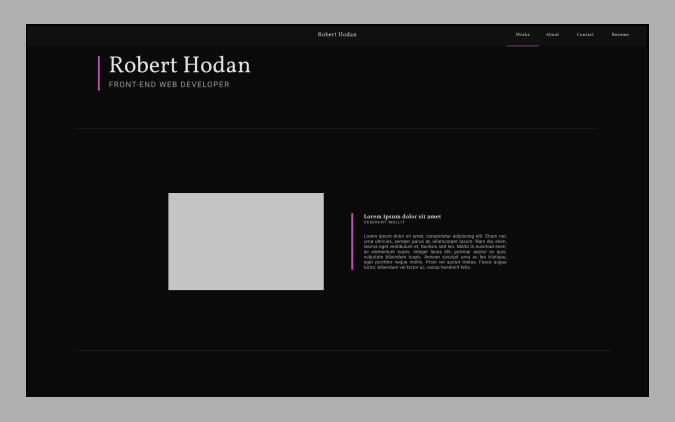 Robert Hodan
Works
About
Contact
Resume
Robert Hodan
FRONT-END WEB DEVELOPER
Lorem ipsum dolor sit amet
DESERUNT MOLLIT
Lorem ipsum dolor sit amet, consectetur adipiscing elit. Etiam nec
urna ultricies, semper purus at, ullamcorper ipsum. Nam dui enim,
lacinia eget vestibulum et, facilisis sed leo. Morbi in euismod enim,
ac elementum turpis. Integer lacus elit, pulvinar auctor ex quis,
vulputate bibendum turpis. Aenean suscipit urna ac leo tristique,
eget porttitor neque mollis. Proin vel auctor metus. Fusce augue
tortor, bibendum vel tortor ac, varius hendrerit felis.